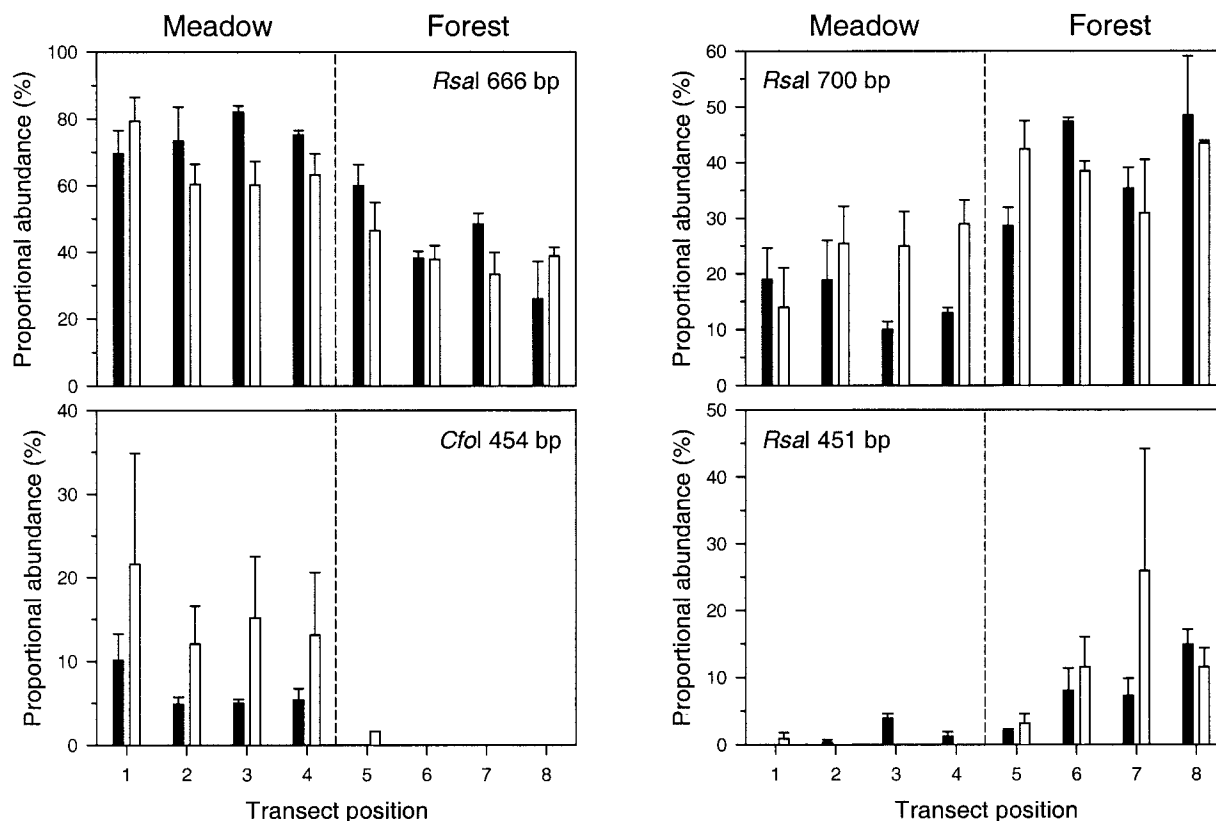 Meadow Forest
RsaI 666 bp
Proportional abundance (%)
100
80
60
40
20
0
Meadow Forest
RsaI 700 bp
Proportional abundance (%)
60
50
40
30
20
10
0
CfoI 454 bp
Proportional abundance (%)
40
30
20
10
0
1 2 3 4 5 6 7 8
Transect position
RsaI 451 bp
Proportional abundance (%)
50
40
30
20
10
0
1 2 3 4 5 6 7 8
Transect position